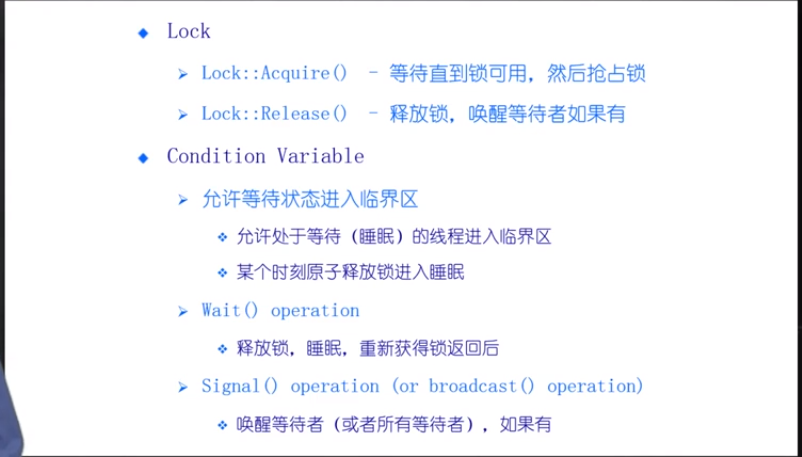 Lock
Lock::Acquire() - 等待直到锁可用，然后抢占锁
Lock::Release() - 释放锁，唤醒等待者如果有
Condition Variable
允许等待状态进入临界区
允许处于等待（睡眠）的线程进入临界区
某个时刻原子释放锁进入睡眠
Wait() operation
释放锁，睡眠，重新获得锁返回后
Signal() operation (or broadcast() operation)
唤醒等待者（或者所有等待者），如果有